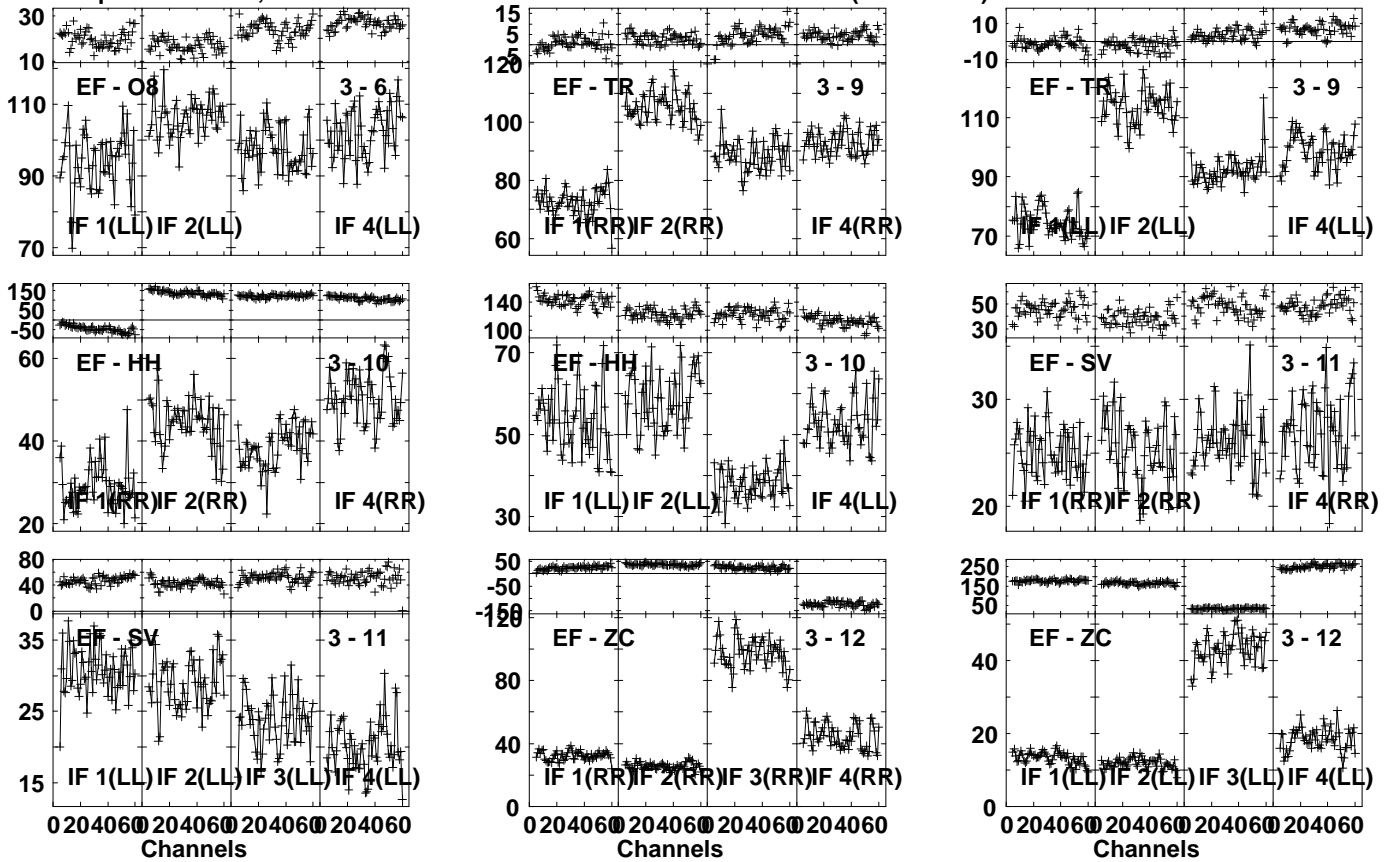 30
10
EF - O8 3 - 6
110
90
70
IF 1(LL) IF 2(LL) IF 4(LL)
15
5
-5
120
EF - TR 3 - 9
100
80
60
IF 1(RR) IF 2(RR) IF 4(RR)
10
-10
EF - TR 3 - 9
110
90
70
IF 1(LL) IF 2(LL) IF 4(LL)
150
50
-50
60
EF - HH 3 - 10
40
20
IF 1(RR) IF 2(RR) IF 4(RR)
140
100
70
EF - HH 3 - 10
50
30
IF 1(LL) IF 2(LL) IF 4(LL)
50
30
EF - SV 3 - 11
30
20
IF 1(RR) IF 2(RR) IF 4(RR)
80
40
0
EF - SV 3 - 11
35
25
15
IF 1(LL) IF 2(LL) IF 3(LL) IF 4(LL)
50
-50
-150
120
EF - ZC 3 - 12
80
40
0
IF 1(RR) IF 2(RR) IF 3(RR) IF 4(RR)
250
150
50
EF - ZC 3 - 12
40
20
0
IF 1(LL) IF 2(LL) IF 3(LL) IF 4(LL)
0 204060 0 204060 0 204060 0 204060
Channels
0 204060 0 204060 0 204060 0 204060
Channels
0 204060 0 204060 0 204060 0 204060
Channels